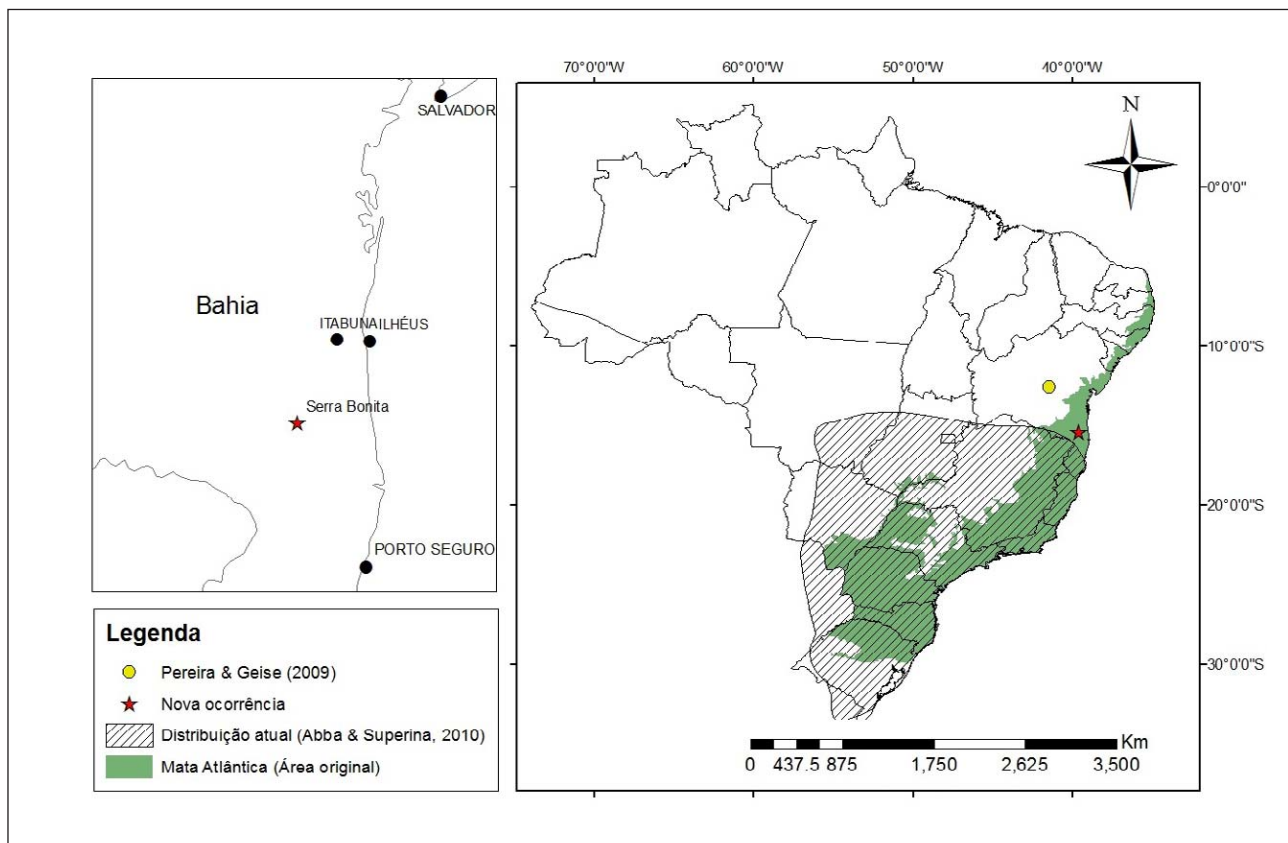 SALVADOR
Bahia
ITABUNA ILHÉUS
Serra Bonita
PORTO SEGURO
Legenda
Pereira & Geise (2009)
Nova ocorrência
Distribuição atual (Abba & Superina, 2010)
Mata Atlântica (Área original)
70°0'0"W 60°0'0"W 50°0'0"W 40°0'0"W
N
0°0'0"
10°0'0"S
20°0'0"S
30°0'0"S
Km
0 437.5 875 1,750 2,625 3,500